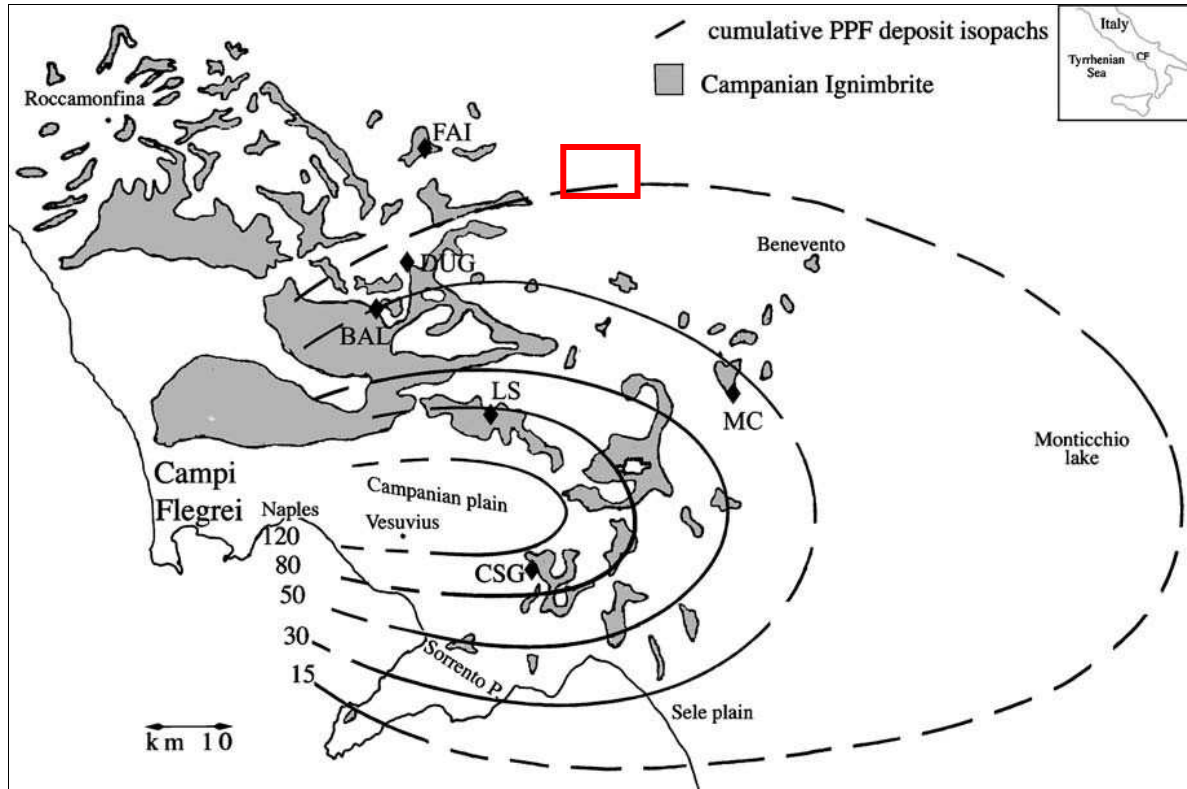 cumulative PPF deposit isopachs
Campanian Ignimbrite
Italy
CF
Tyrrhenian
Sea
Roccamonfina
FAI
Benevento
DUG
BAL
LS
MC
Monticchio
lake
Campi
Flegrei
Campanian plain
Naples
Vesuvius
120
80
CSG
50
30
15
Sorrento P.
Sele plain
km 10